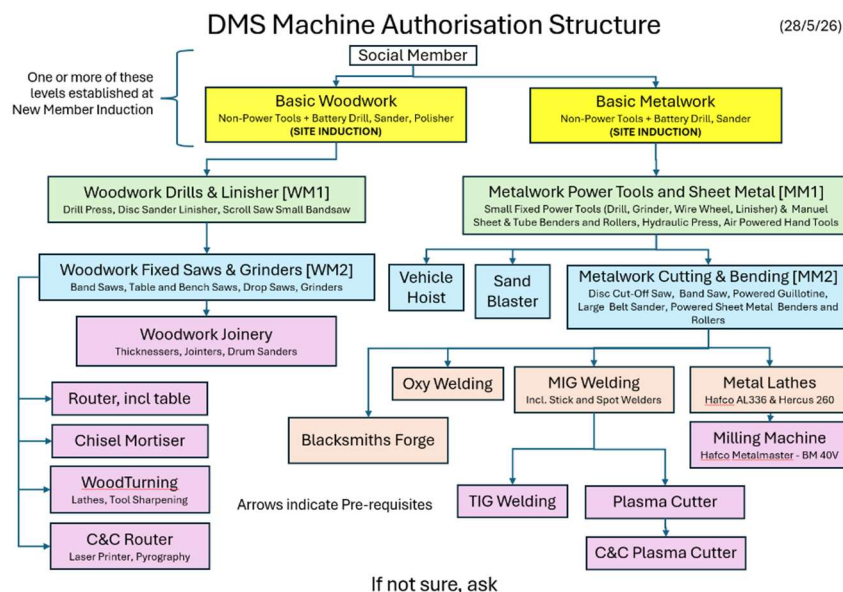 DMS Machine Authorisation Structure
(28/5/26)
Social Member
One or more of these
levels established at
New Member Induction
Basic Woodwork
Non-Power Tools + Battery Drill, Sander, Polisher
(SITE INDUCTION)
Basic Metalwork
Non-Power Tools + Battery Drill, Sander
(SITE INDUCTION)
Woodwork Drills & Linisher [WM1]
Drill Press, Disc Sander Linisher, Scroll Saw Small Bandsaw
Metalwork Power Tools and Sheet Metal [MM1]
Small Fixed Power Tools (Drill, Grinder, Wire Wheel, Linisher) & Manuel
Sheet & Tube Benders and Rollers, Hydraulic Press, Air Powered Hand Tools
Woodwork Fixed Saws & Grinders [WM2]
Band Saws, Table and Bench Saws, Drop Saws, Grinders
Vehicle
Hoist
Sand
Blaster
Metalwork Cutting & Bending [MM2]
Disc Cut-Off Saw, Band Saw, Powered Guillotine,
Large Belt Sander, Powered Sheet Metal Benders and
Rollers
Woodwork Joinery
Thicknessers, Jointers, Drum Sanders
Oxy Welding
MIG Welding
Incl. Stick and Spot Welders
Metal Lathes
Hafco AL336 & Hercus 260
Router, incl table
Blacksmiths Forge
Milling Machine
Hafco Metalmaster - BM 40V
Chisel Mortiser
WoodTurning
Lathes, Tool Sharpening
Arrows indicate Pre-requisites
TIG Welding
Plasma Cutter
C&C Router
Laser Printer, Pyrography
C&C Plasma Cutter
If not sure, ask